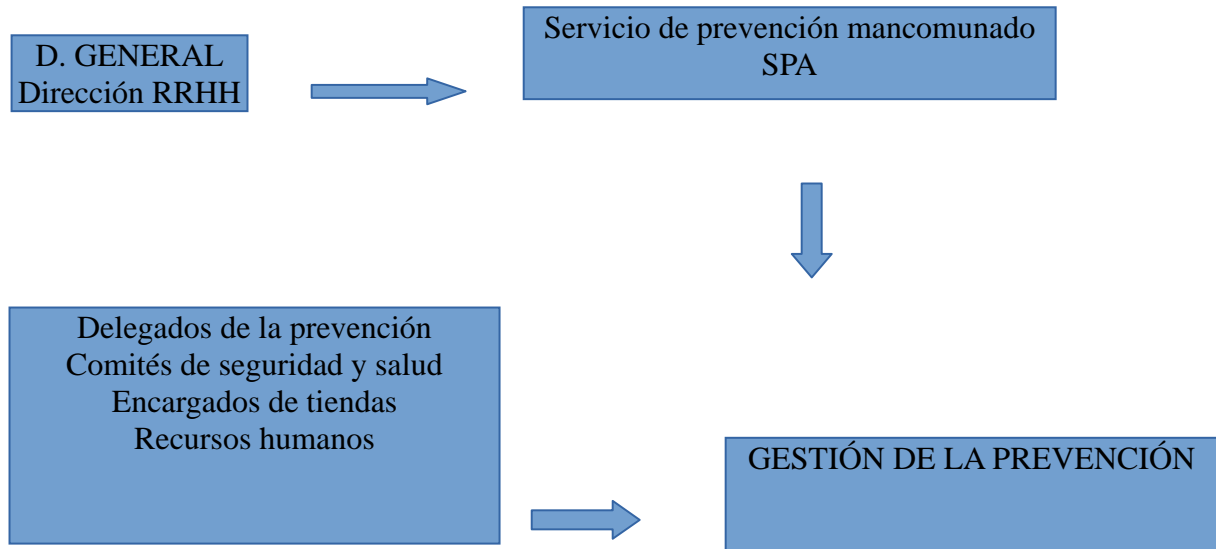 D. GENERAL
Dirección RRHH
Servicio de prevención mancomunado
SPA
Delegados de la prevención
Comités de seguridad y salud
Encargados de tiendas
Recursos humanos
GESTIÓN DE LA PREVENCIÓN